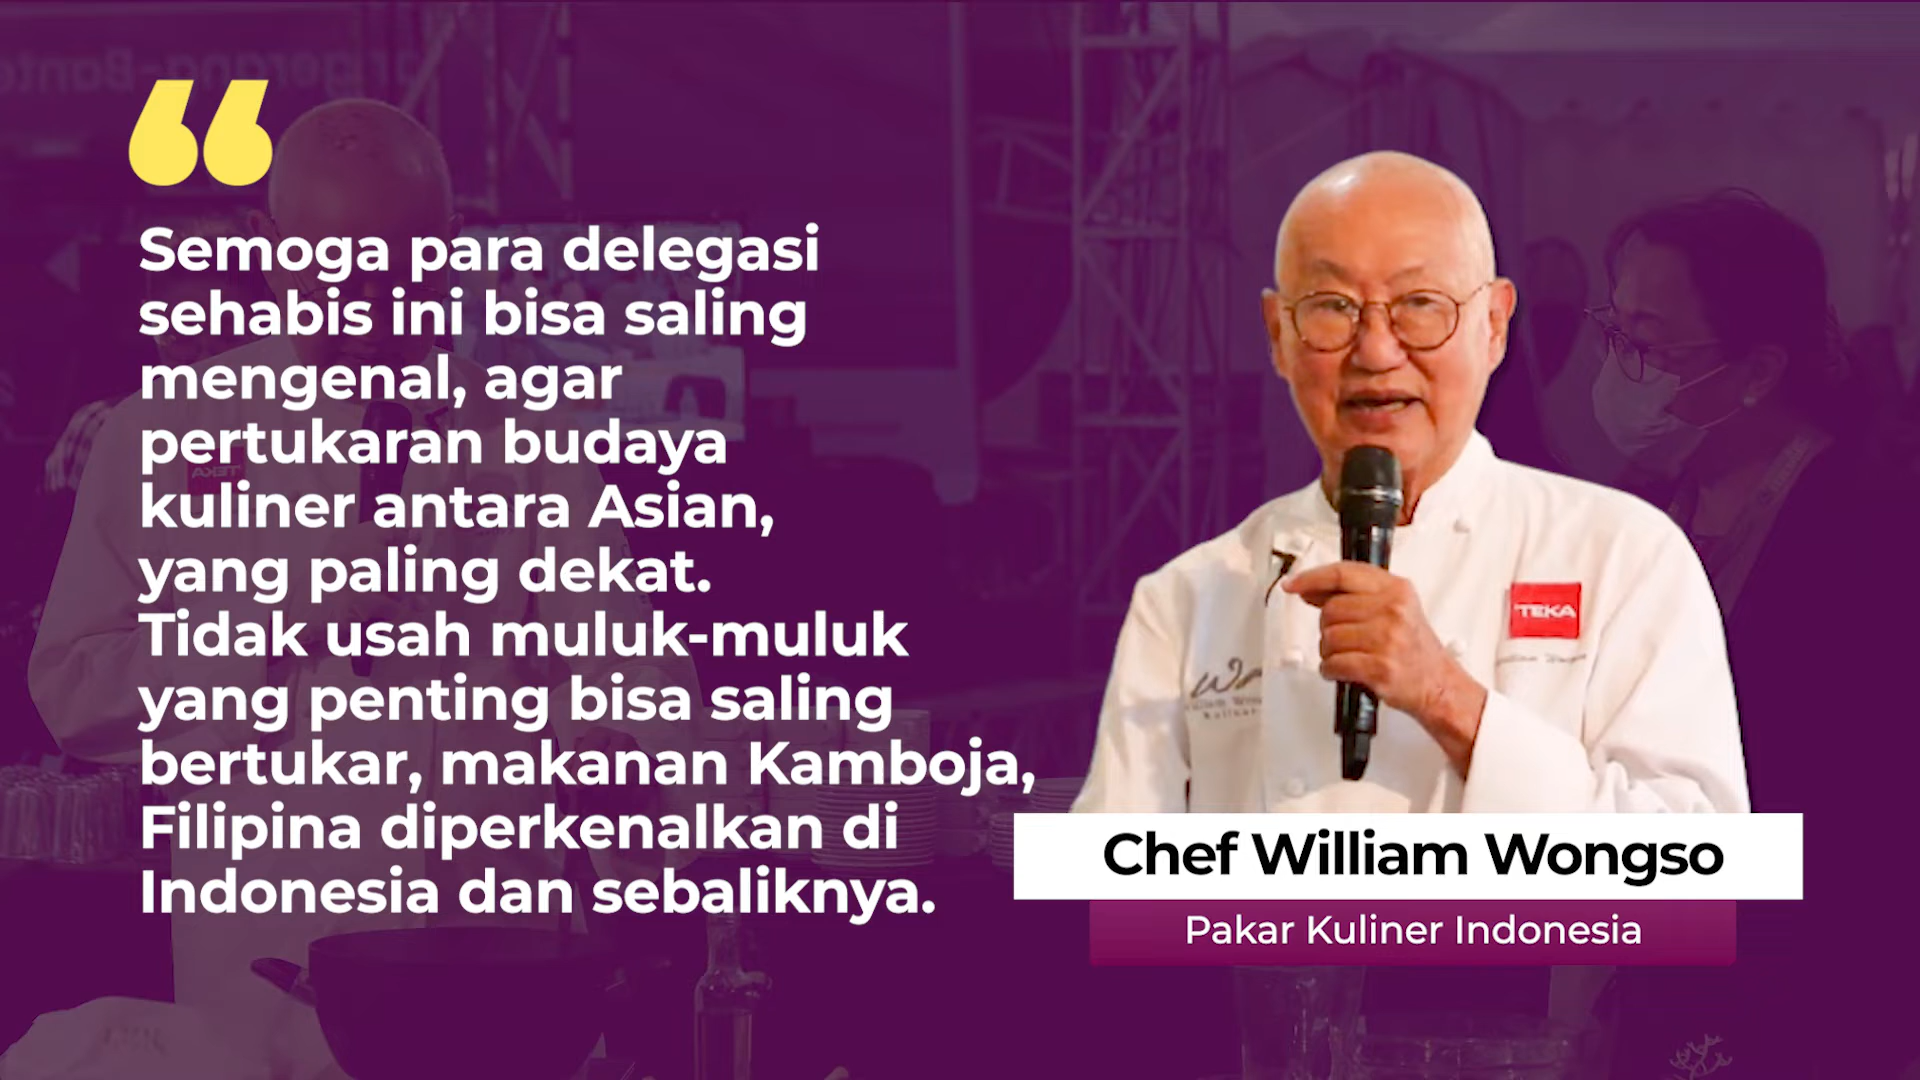 Semoga para delegasi
sehabis ini bisa saling
mengenal, agar
pertukaran budaya
kuliner antara Asian,
yang paling dekat.
Tidak usah muluk-muluk
yang penting bisa saling
bertukar, makanan Kamboja,
Filipina diperkenalkan di
Indonesia dan sebaliknya.
TEKA
Chef William Wongso
Pakar Kuliner Indonesia